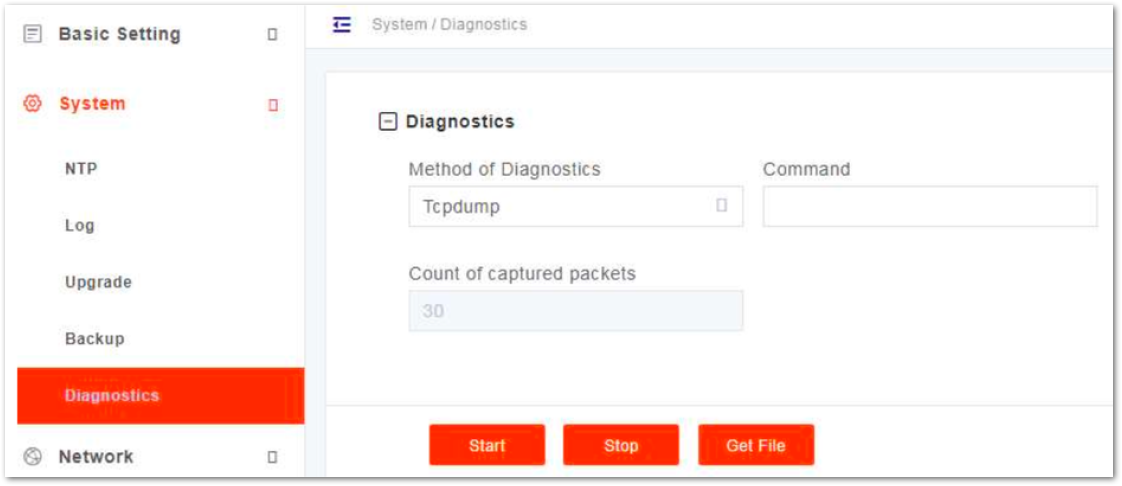 Basic Setting
System
NTP
Log
Upgrade
Backup
Diagnostics
Network
System / Diagnostics
Diagnostics
Method of Diagnostics
Tcpdump
Command
Count of captured packets
30
Start
Stop
Get File